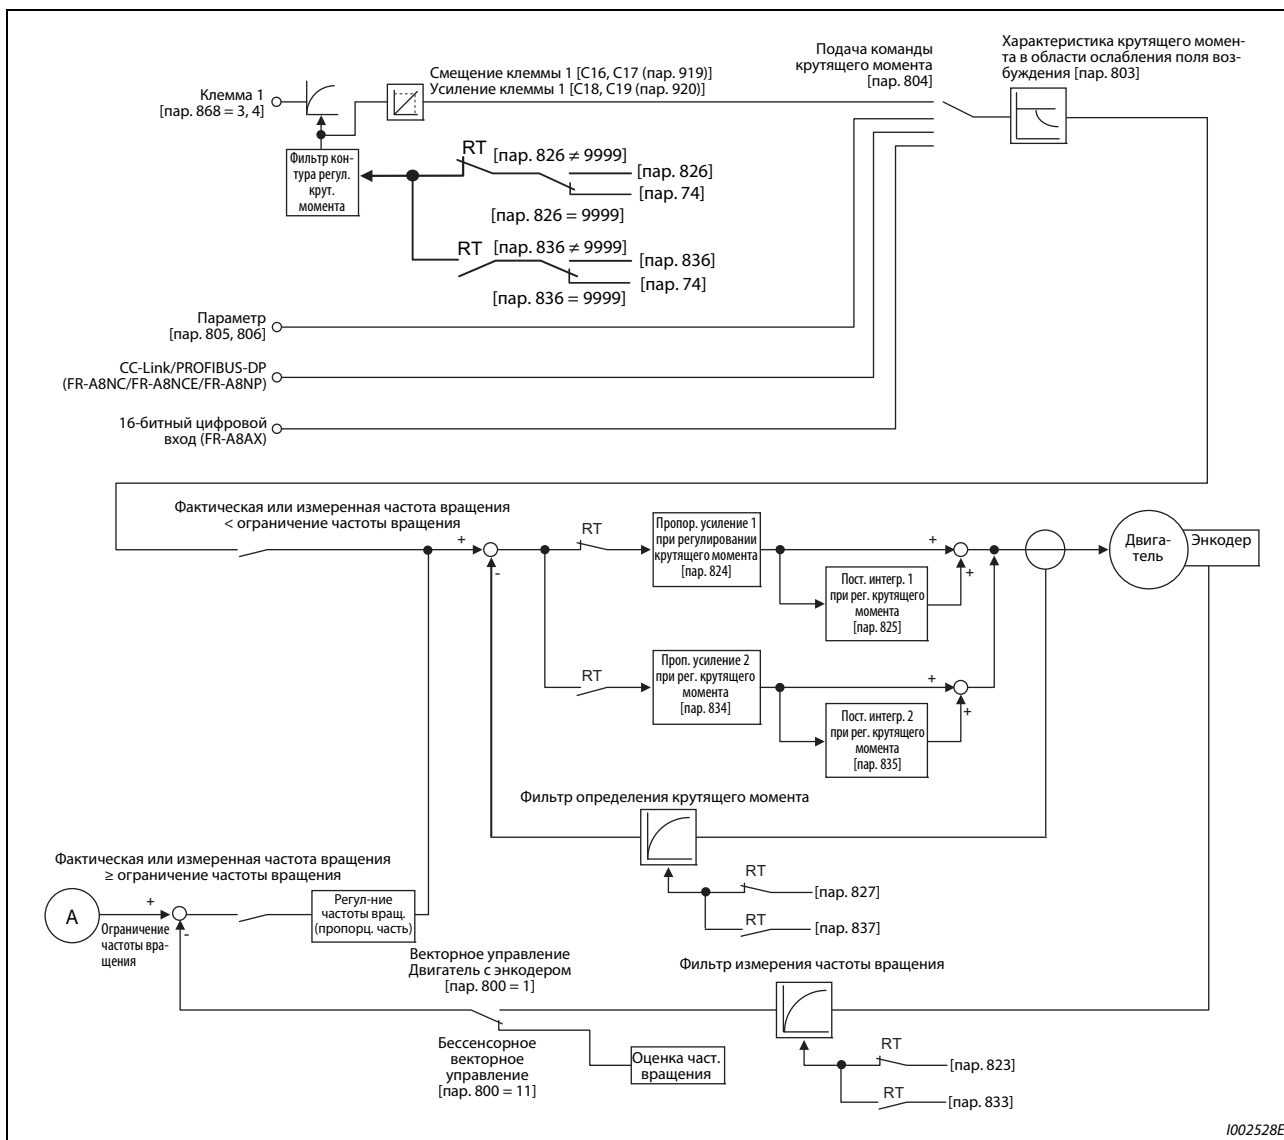 Подача команды
крутящего момента
[пар. 804]
Характеристика крутящего момен-
та в области ослабления поля воз-
буждения [пар. 803]
Смещение клеммы 1 [C16, C17 (пар. 919)]
Усиление клеммы 1 [C18, C19 (пар. 920)]
Клемма 1
[пар. 868 = 3, 4]
Фильтр кон-
тура регул.
крут.
момента
RT
[пар. 826 ≠ 9999]
[пар. 826]
[пар. 74]
[пар. 826 = 9999]
RT
[пар. 836 ≠ 9999]
[пар. 836]
[пар. 74]
[пар. 836 = 9999]
Параметр
[пар. 805, 806]
CC-Link/PROFIBUS-DP
(FR-A8NC/FR-A8NCE/FR-A8NP)
16-битный цифровой
вход (FR-A8AX)
Фактическая или измеренная частота вращения
< ограничение частоты вращения
+
-
RT
Пропор. усиление 1
при регулировании
крутящего момента
[пар. 824]
+
+
Пост. интегр. 1
при рег. крутящего
момента
[пар. 825]
Двига-
тель
Энкодер
RT
Проп. усиление 2
при рег. крутящего
момента
[пар. 834]
+
+
Пост. интегр. 2
при рег. крутящего
момента
[пар. 835]
Фильтр определения крутящего момента
RT
[пар. 827]
RT
[пар. 837]
Фактическая или измеренная частота вращения
≥ ограничение частоты вращения
A
+
-
Ограничение
частоты вра-
щения
Регул-ние
частоты вращ.
(пропорц. часть)
Векторное управление
Двигатель с энкодером
[пар. 800 = 1]
Фильтр измерения частоты вращения
Бессенсорное
векторное
управление
[пар. 800 = 11]
Оценка част.
вращения
RT
[пар. 823]
RT
[пар. 833]
I002528E